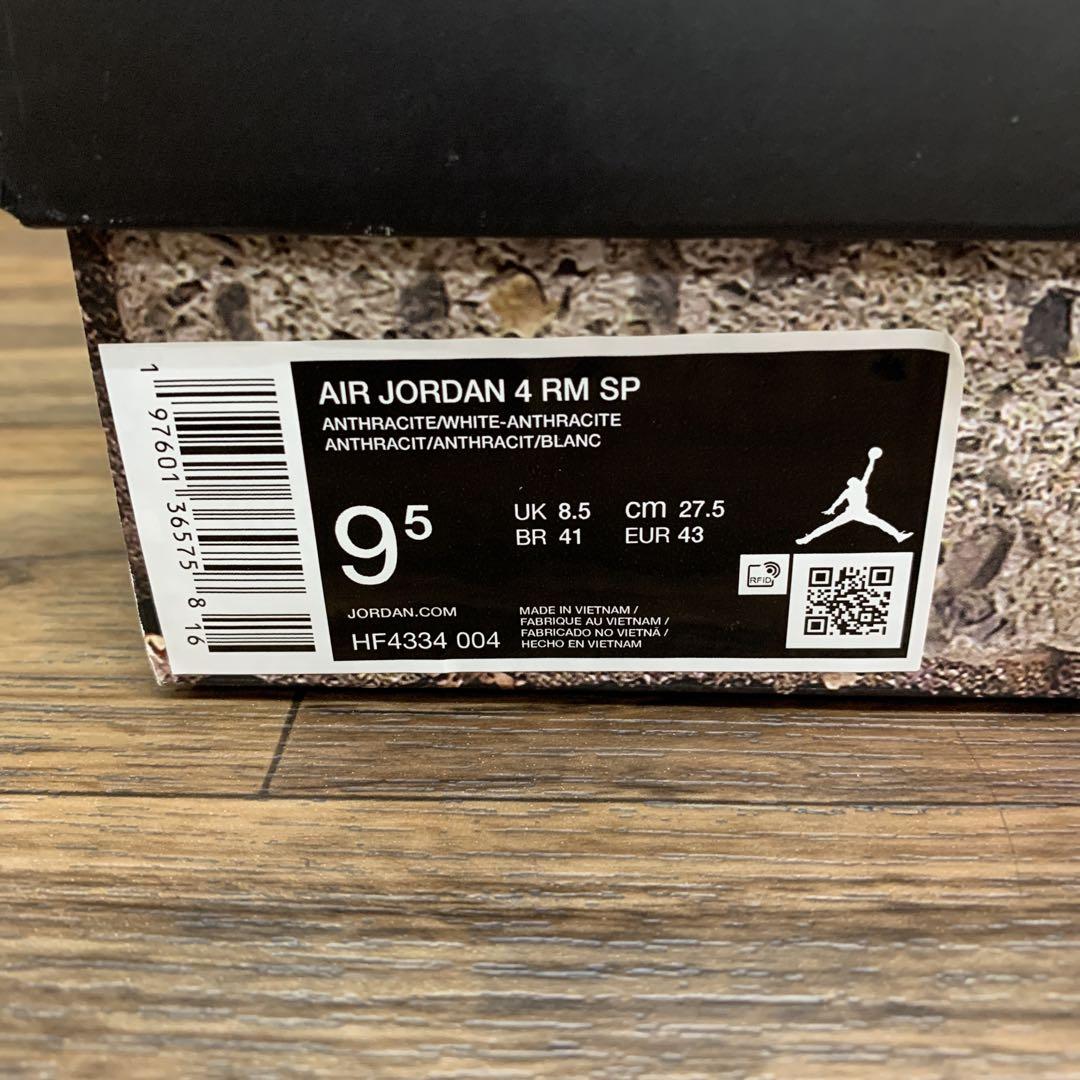 AIR JORDAN 4 RM SP
ANTHRACITE/WHITE-ANTHRACITE
ANTHRACIT/ANTHRACIT/BLANC
9⁵
UK 8.5 cm 27.5
BR 41 EUR 43
RFID
JORDAN.COM
HF4334 004
MADE IN VIETNAM /
FABRIQUE AU VIETNAM /
FABRICADO NO VIETNÃ /
HECHO EN VIETNAM
1 97601 36575 8 16